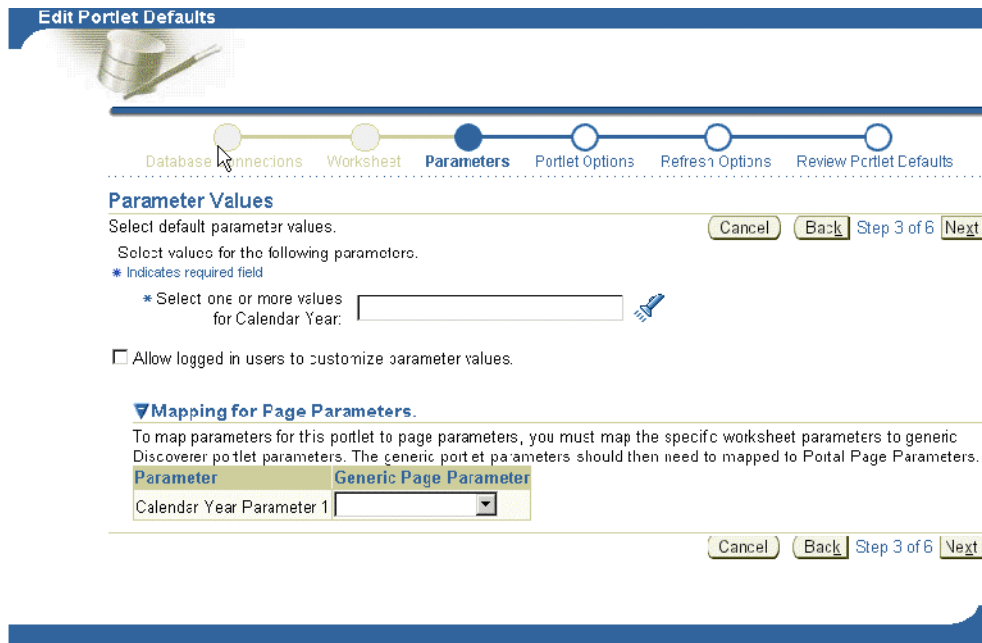 Edit Portlet Defaults
Database Connections Worksheet Parameters Portlet Options Refresh Options Review Portlet Defaults
Parameter Values
Select default parameter values.
Cancel Back Step 3 of 6 Next
Select values for the following parameters.
* Indicates required field
* Select one or more values
for Calendar Year:
Allow logged in users to customize parameter values.
Mapping for Page Parameters.
To map parameters for this portlet to page parameters, you must map the specific worksheet parameters to generic
Discoverer portlet parameters. The generic portlet parameters should then need to mapped to Portal Page Parameters.
Parameter Generic Page Parameter
Calendar Year Parameter 1
Cancel Back Step 3 of 6 Next